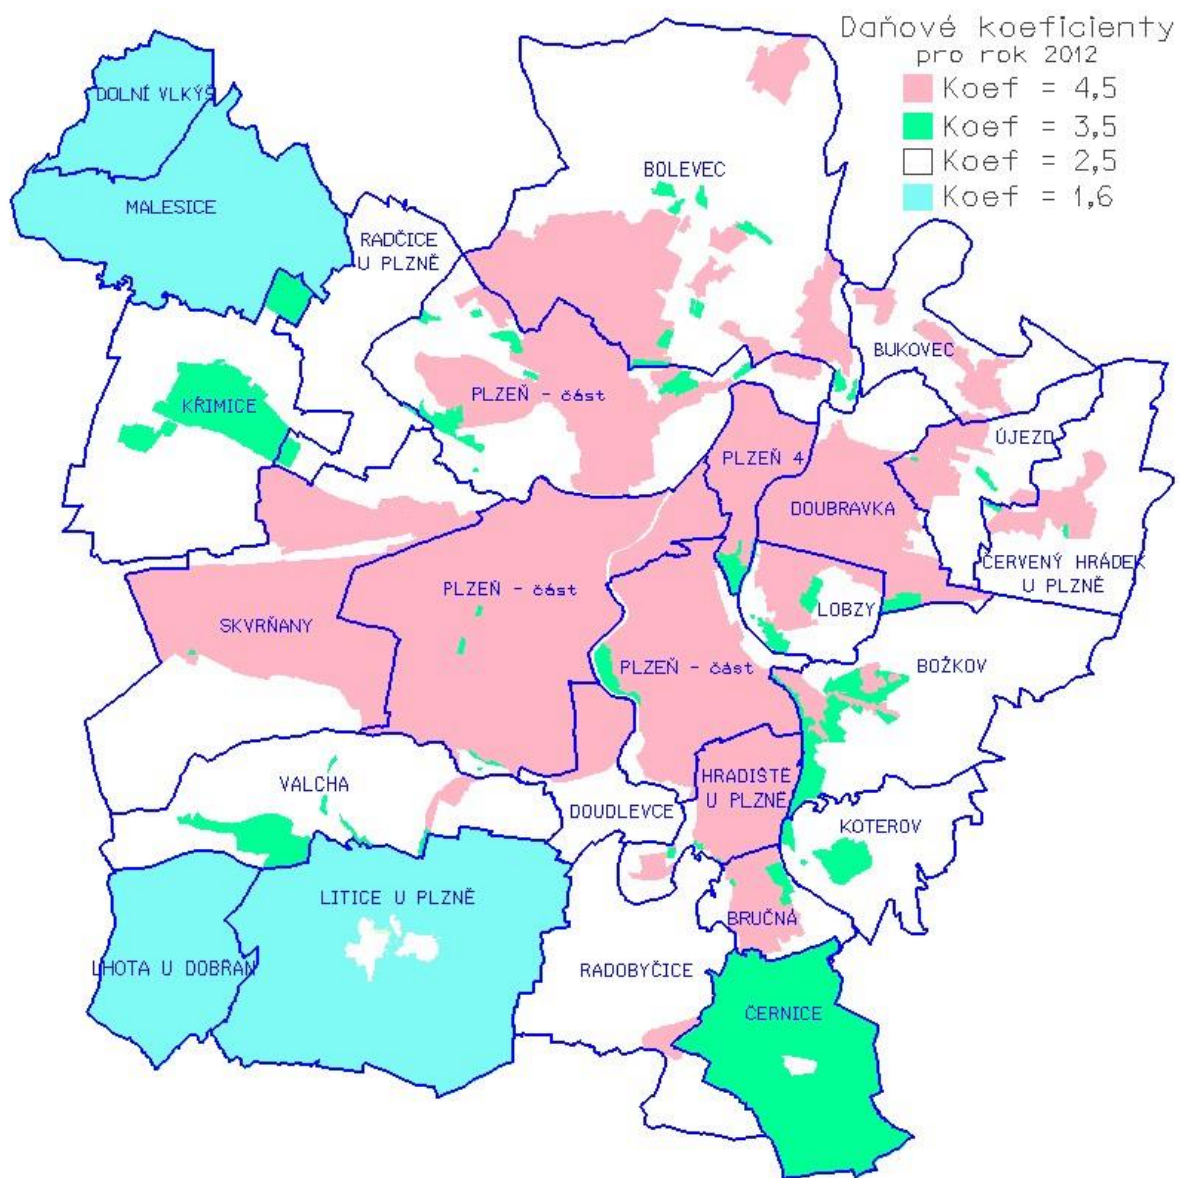 Daňové koeficienty
pro rok 2012
Koef = 4,5
Koef = 3,5
Koef = 2,5
Koef = 1,6
DOLNÍ VLKÝŠ
MALESICE
BOLEVEC
RADČICE
U PLZNĚ
BUKOVEC
KŘIMICE
PLZEŇ - část
ÚJEZD
PLZEŇ 4
DOUBRAVKA
ČERVENÝ HRÁDEK
U PLZNĚ
PLZEŇ - část
LOBZY
SKVRŇANY
PLZEŇ - část
BOŽKOV
VALCHA
HRADIŠTĚ
U PLZNĚ
DOUDLEVCE
KOTEROV
LITICE U PLZNĚ
BRUČNÁ
LHOTA U DOBŘAN
RADOBYČICE
ČERNICE